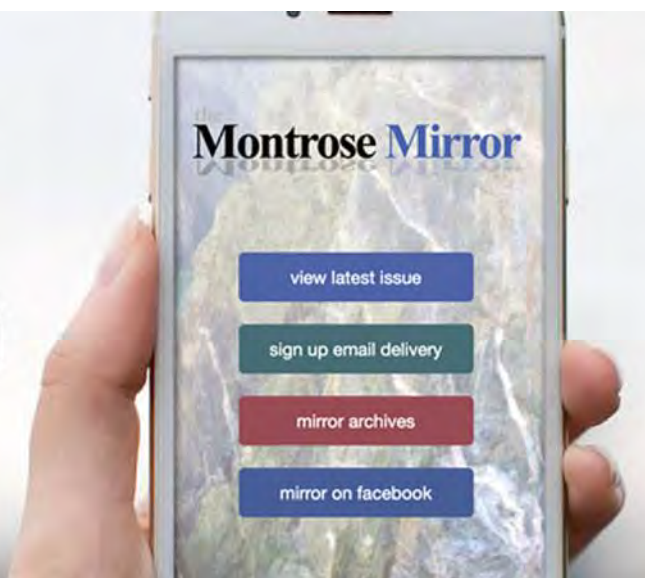 the
Montrose Mirror
view latest issue
sign up email delivery
mirror archives
mirror on facebook